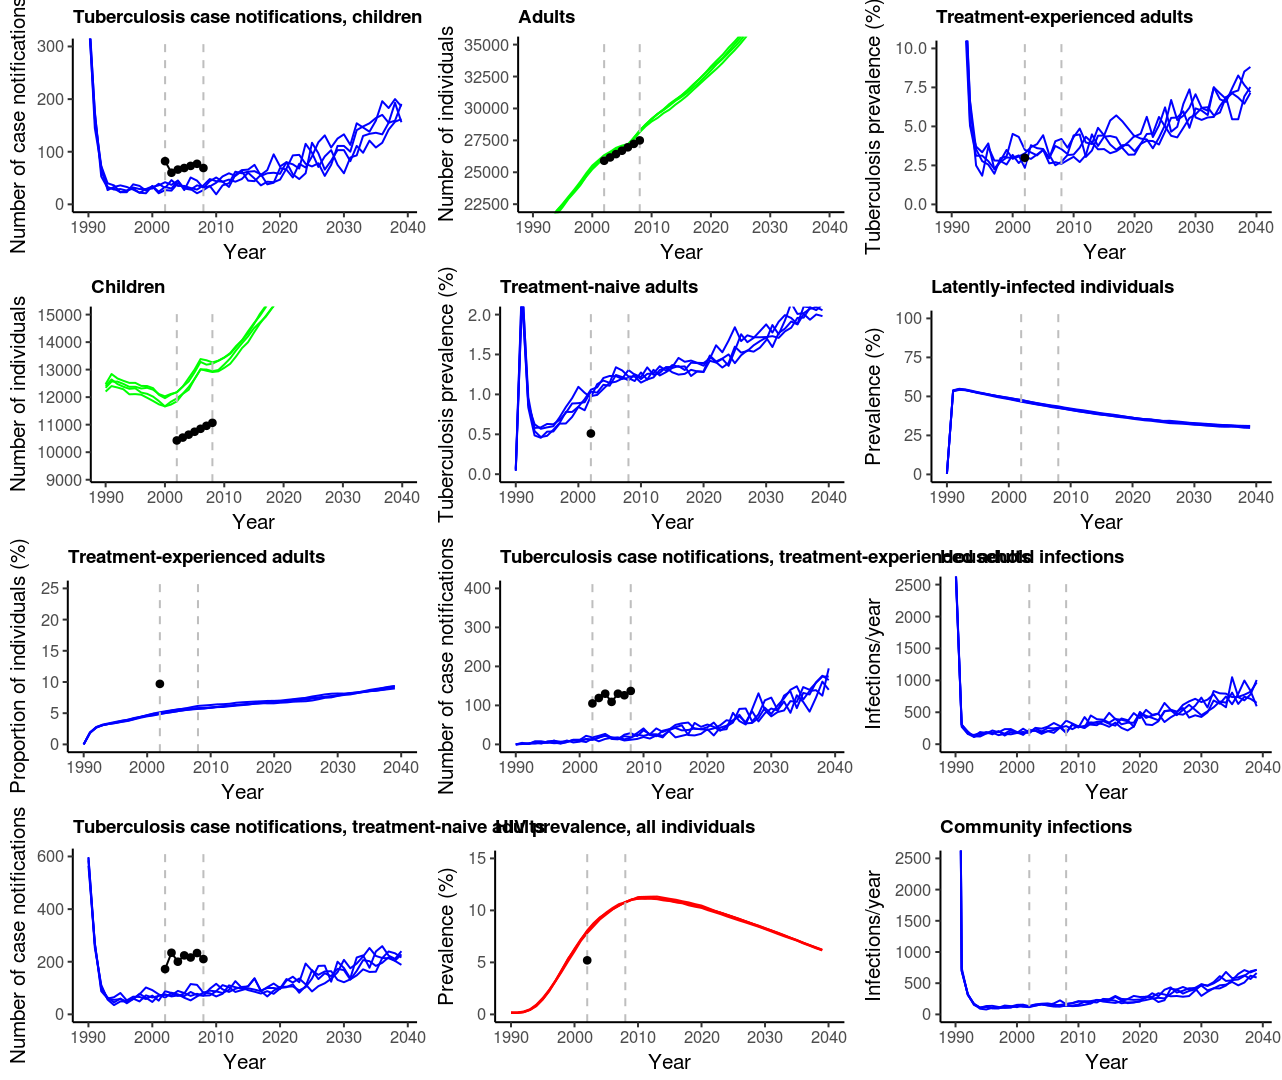 Tuberculosis case notifications, children
Number of case notifications
300
200
100
0
1990 2000 2010 2020 2030 2040
Year
Adults
Number of individuals
35000
32500
30000
27500
25000
22500
1990 2000 2010 2020 2030 2040
Year
Treatment-experienced adults
Tuberculosis prevalence (%)
10.0
7.5
5.0
2.5
0.0
1990 2000 2010 2020 2030 2040
Year
Children
Number of individuals
15000
14000
13000
12000
11000
10000
9000
1990 2000 2010 2020 2030 2040
Year
Treatment-naive adults
Tuberculosis prevalence (%)
2.0
1.5
1.0
0.5
0.0
1990 2000 2010 2020 2030 2040
Year
Latently-infected individuals
Prevalence (%)
100
75
50
25
0
1990 2000 2010 2020 2030 2040
Year
Treatment-experienced adults
Proportion of individuals (%)
25
20
15
10
5
0
1990 2000 2010 2020 2030 2040
Year
Tuberculosis case notifications, treatment-experienced adults
Number of case notifications
400
300
200
100
0
1990 2000 2010 2020 2030 2040
Year
Household infections
Infections/year
2500
2000
1500
1000
500
0
1990 2000 2010 2020 2030 2040
Year
Tuberculosis case notifications, treatment-naive adults
Number of case notifications
600
400
200
0
1990 2000 2010 2020 2030 2040
Year
HIV prevalence, all individuals
Prevalence (%)
15
10
5
0
1990 2000 2010 2020 2030 2040
Year
Community infections
Infections/year
2500
2000
1500
1000
500
0
1990 2000 2010 2020 2030 2040
Year